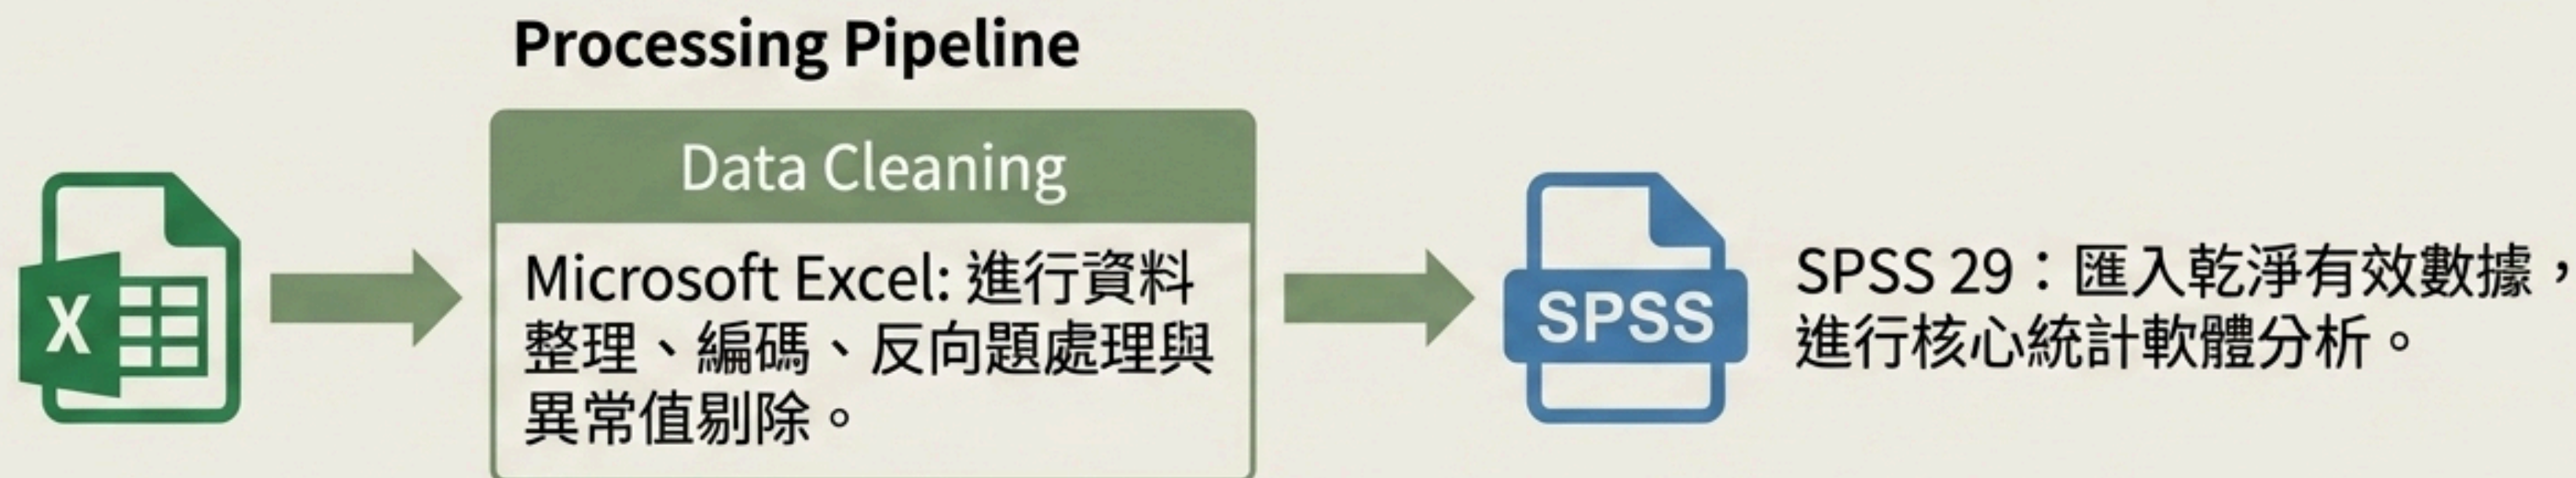 Processing Pipeline
Data Cleaning
X
Microsoft Excel: 進行資料
整理、編碼、反向題處理與
異常值剔除。
SPSS
SPSS 29：匯入乾淨有效數據，
進行核心統計軟體分析。